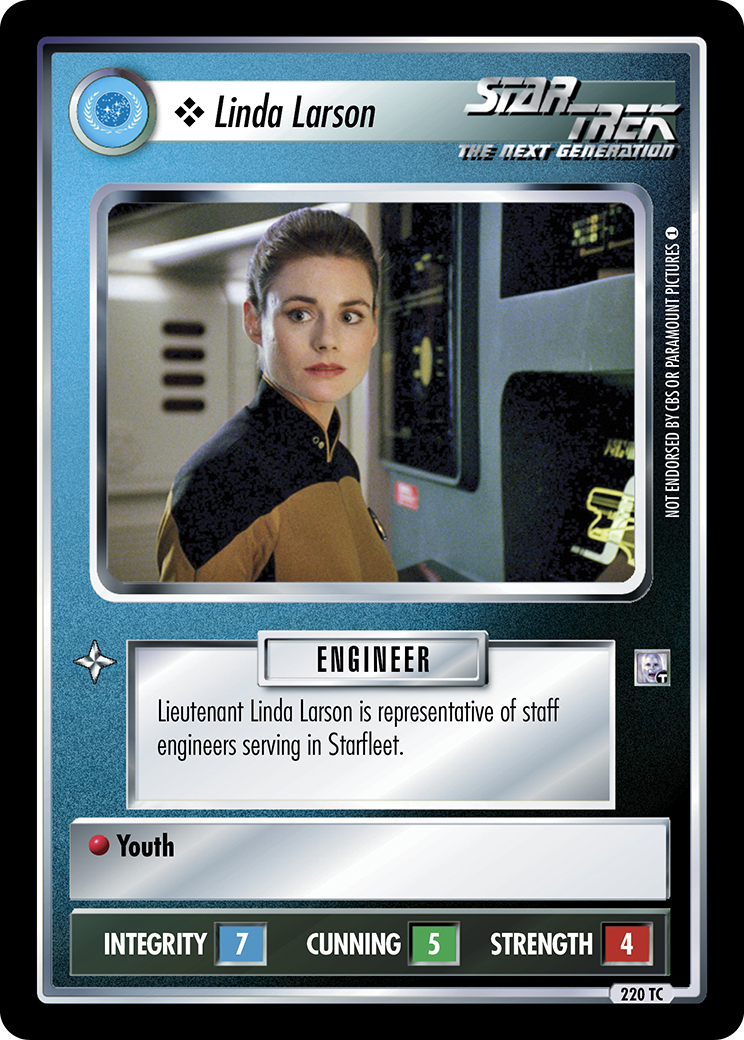 ❖ Linda Larson
STAR TREK
THE NEXT GENERATION
NOT ENDORSED BY CBS OR PARAMOUNT PICTURES 1
ENGINEER
Lieutenant Linda Larson is representative of staff
engineers serving in Starfleet.
Youth
INTEGRITY 7 CUNNING 5 STRENGTH 4
220 TC